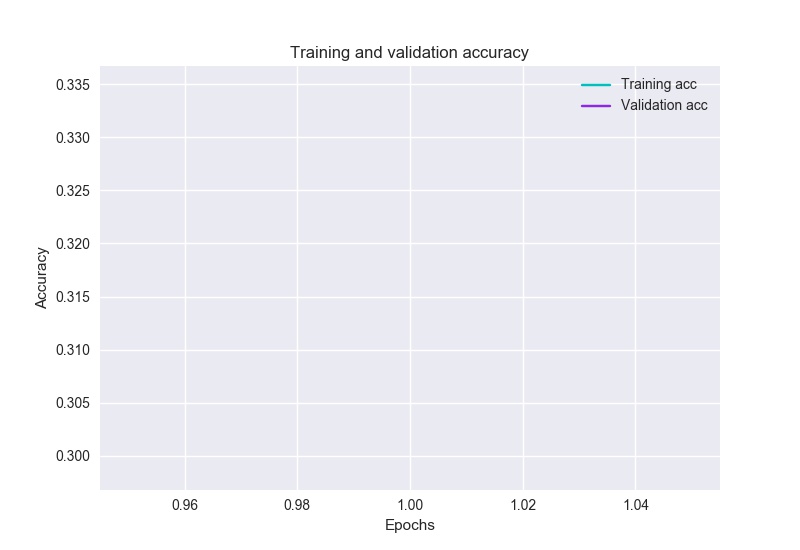 Training and validation accuracy
Training acc
Validation acc
0.335
0.330
0.325
0.320
0.315
0.310
0.305
0.300
Accuracy
0.96 0.98 1.00 1.02 1.04
Epochs